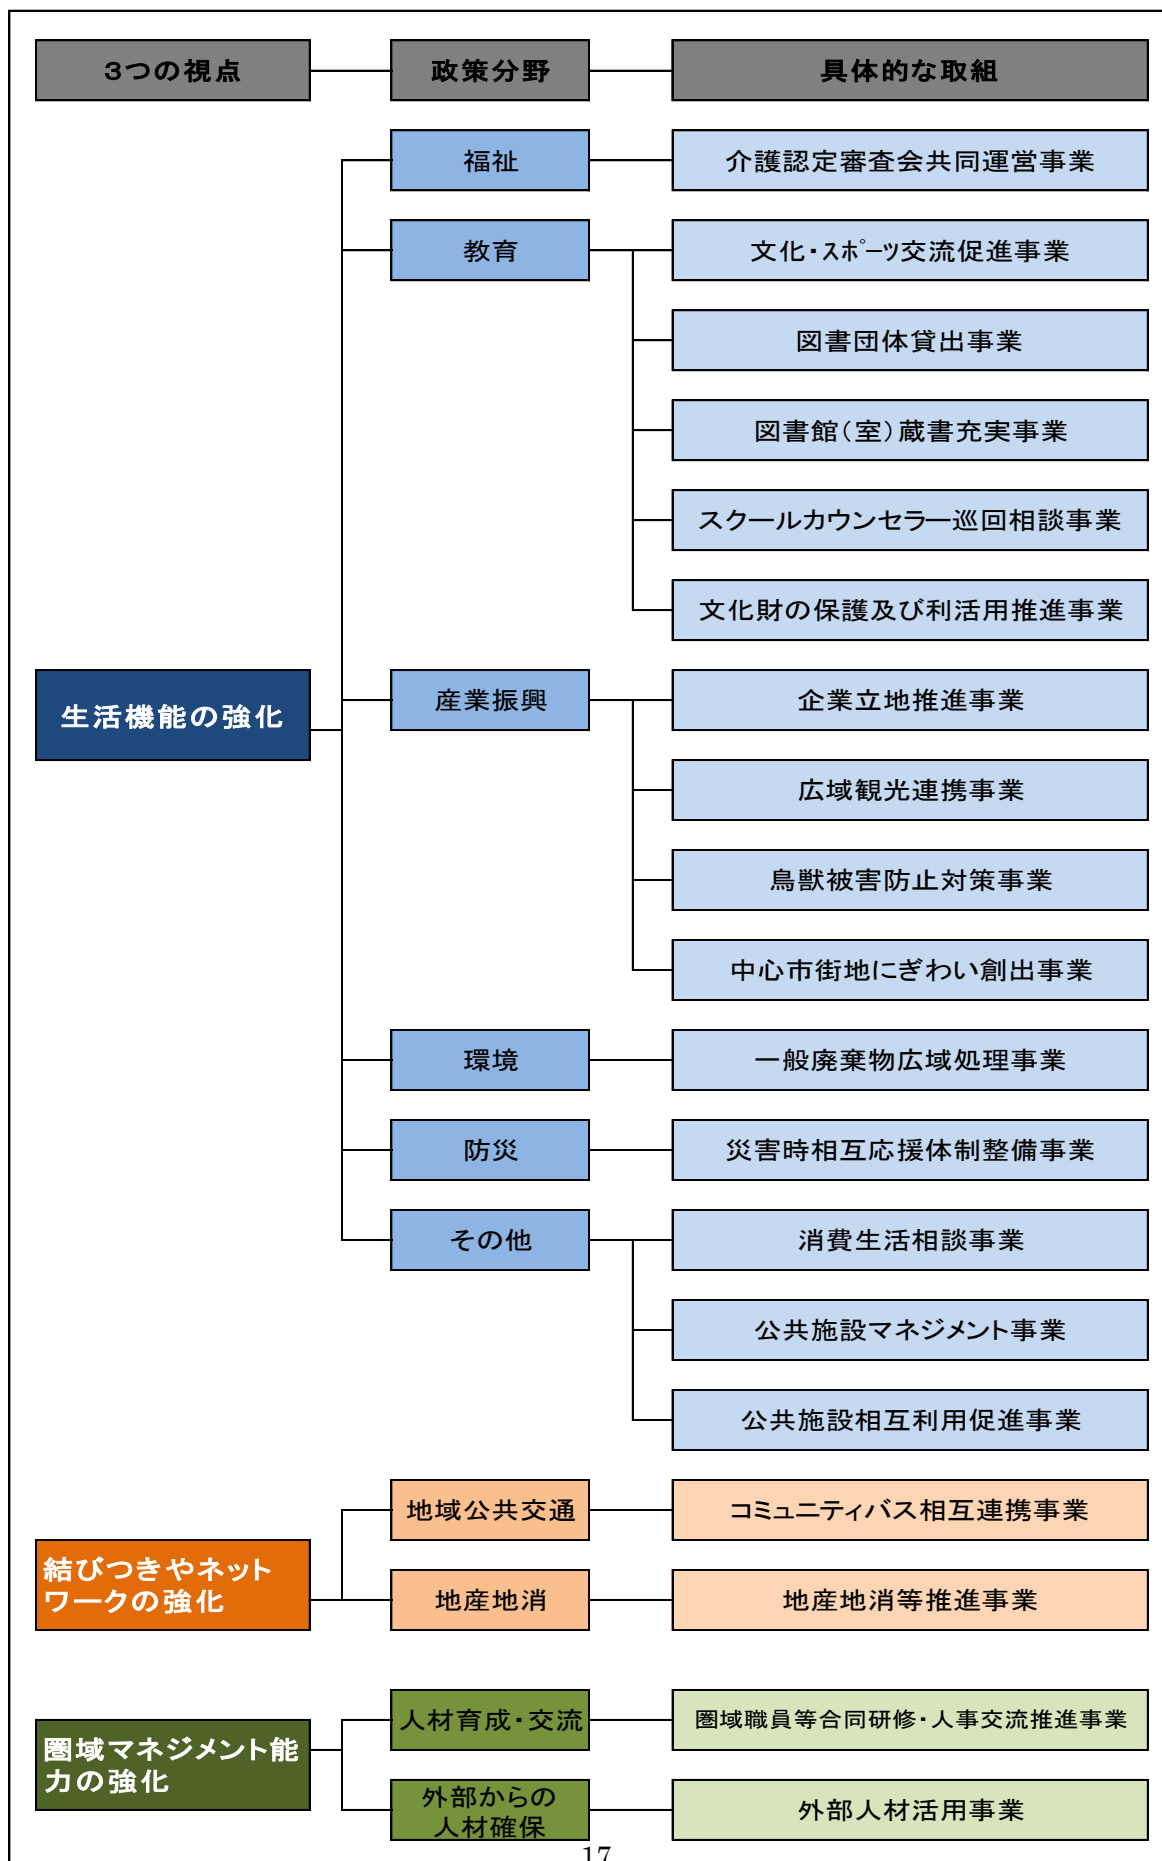 ３つの視点
政策分野
具体的な取組
福祉
介護認定審査会共同運営事業
教育
文化・ｽﾎﾟｰﾂ交流促進事業
図書団体貸出事業
図書館（室）蔵書充実事業
スクールカウンセラー巡回相談事業
文化財の保護及び利活用推進事業
生活機能の強化
産業振興
企業立地推進事業
広域観光連携事業
鳥獣被害防止対策事業
中心市街地にぎわい創出事業
環境
一般廃棄物広域処理事業
防災
災害時相互応援体制整備事業
その他
消費生活相談事業
公共施設マネジメント事業
公共施設相互利用促進事業
結びつきやネット
ワークの強化
地域公共交通
コミュニティバス相互連携事業
地産地消
地産地消等推進事業
圏域マネジメント能
力の強化
人材育成・交流
圏域職員等合同研修・人事交流推進事業
外部からの
人材確保
外部人材活用事業
17